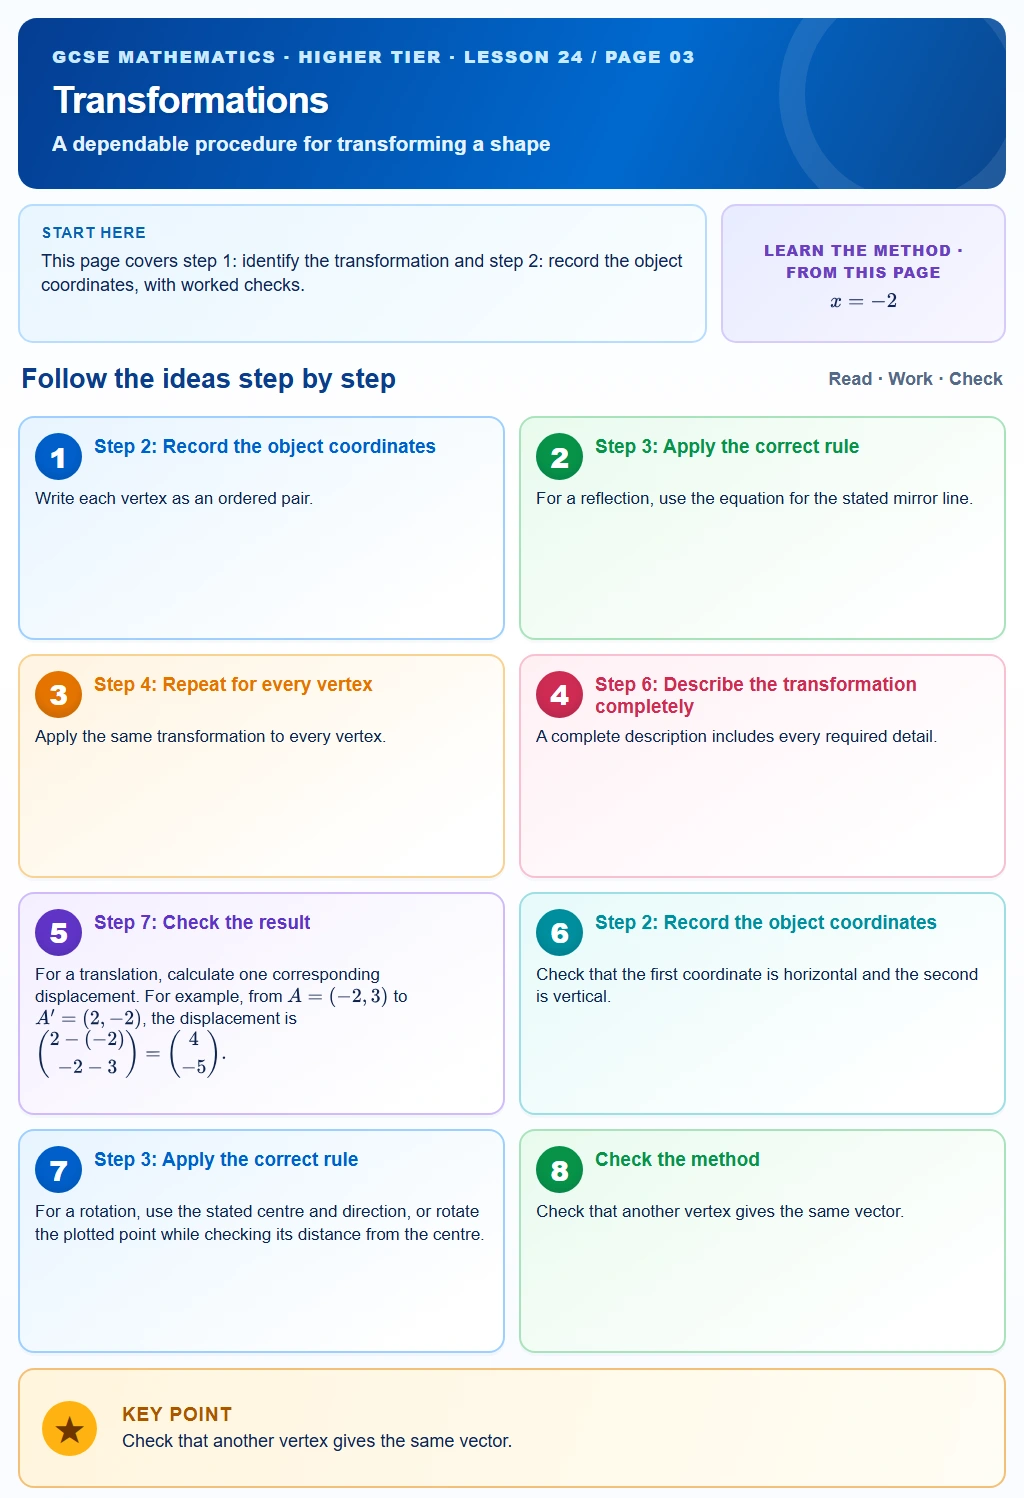 GCSE MATHEMATICS · HIGHER TIER · LESSON 24 / PAGE 03
Transformations
A dependable procedure for transforming a shape
START HERE
This page covers step 1: identify the transformation and step 2: record the object
coordinates, with worked checks.
LEARN THE METHOD ·
FROM THIS PAGE
x = −2
Follow the ideas step by step
Read · Work · Check
1
Step 2: Record the object coordinates
Write each vertex as an ordered pair.
2
Step 3: Apply the correct rule
For a reflection, use the equation for the stated mirror line.
3
Step 4: Repeat for every vertex
Apply the same transformation to every vertex.
4
Step 6: Describe the transformation
completely
A complete description includes every required detail.
5
Step 7: Check the result
For a translation, calculate one corresponding
displacement. For example, from A = (−2, 3) to
A′ = (2, −2), the displacement is
(2 − (−2)
−2 − 3) = (4
−5).
6
Step 2: Record the object coordinates
Check that the first coordinate is horizontal and the second
is vertical.
7
Step 3: Apply the correct rule
For a rotation, use the stated centre and direction, or rotate
the plotted point while checking its distance from the centre.
8
Check the method
Check that another vertex gives the same vector.
KEY POINT
Check that another vertex gives the same vector.